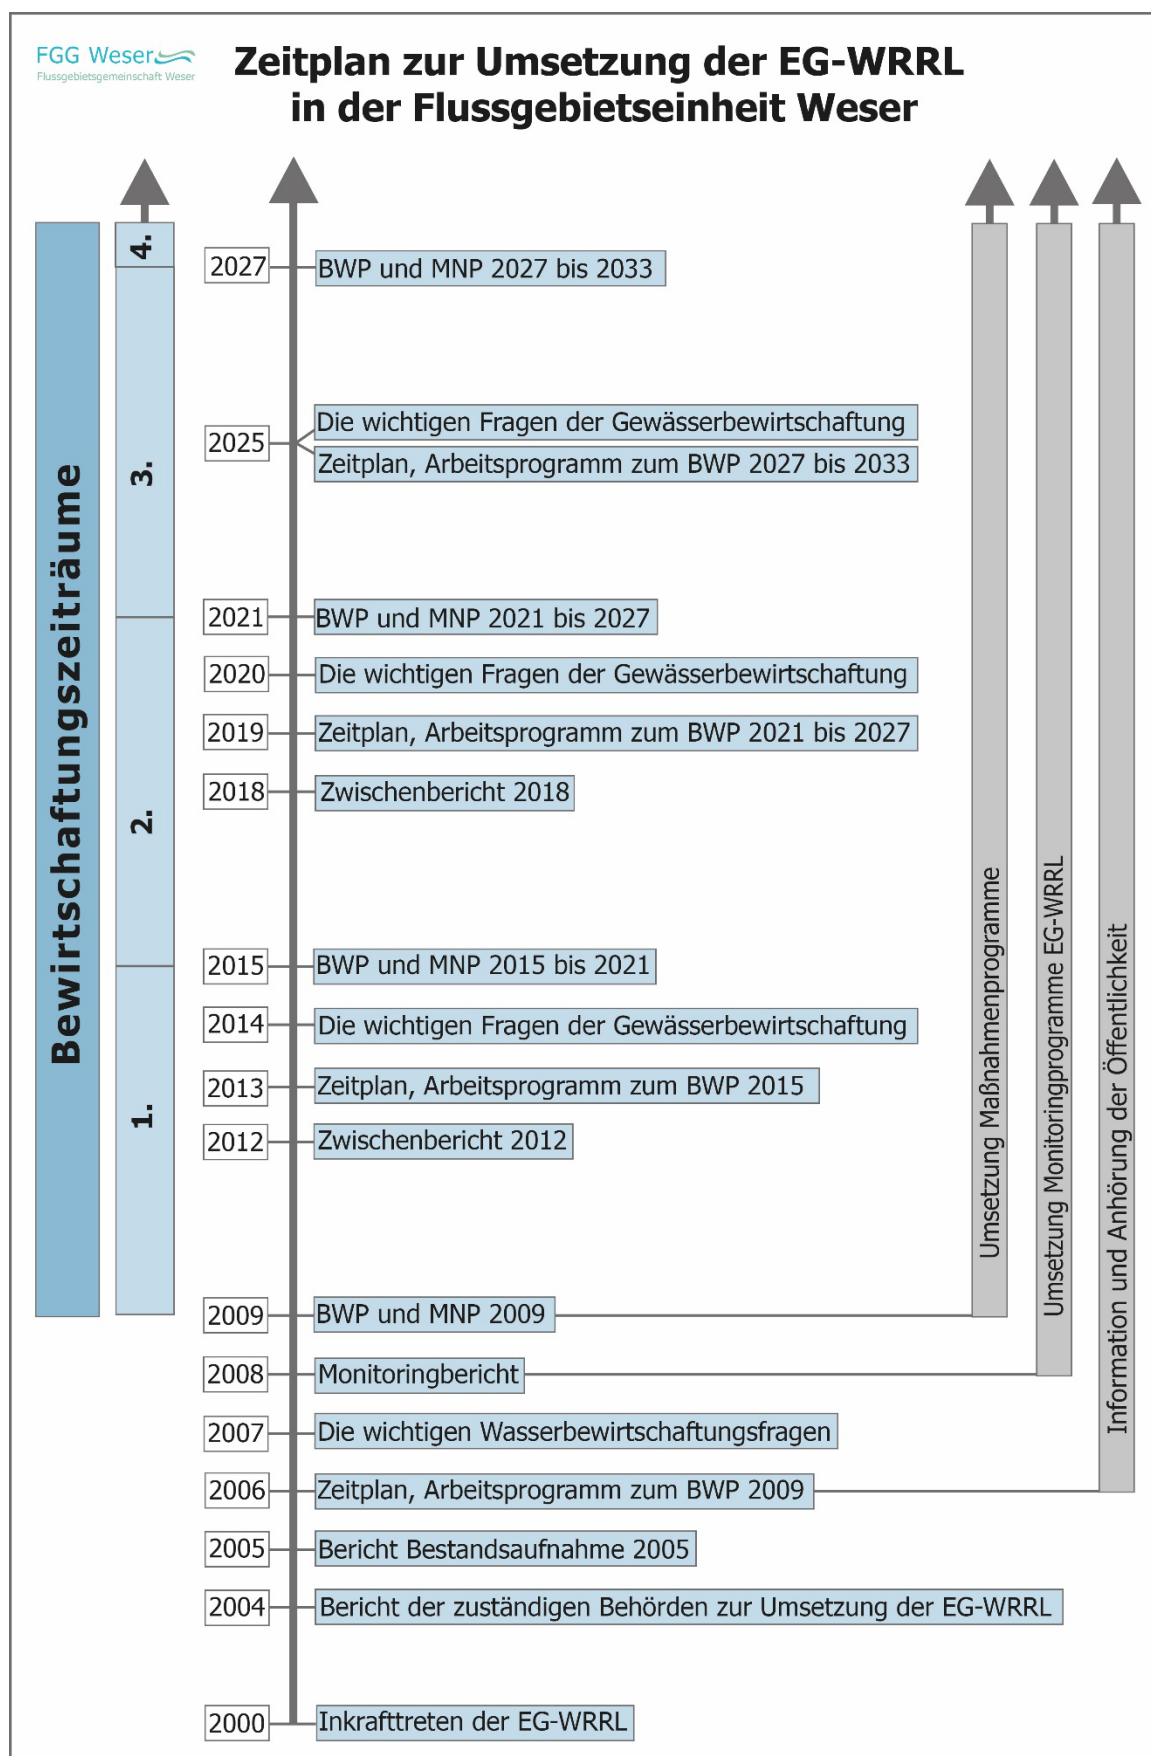 FGG Weser
Flussgebietsgemeinschaft Weser
Zeitplan zur Umsetzung der EG-WRRL
in der Flussgebietseinheit Weser
Bewirtschaftungszeiträume
4.
3.
2.
1.
2027
BWP und MNP 2027 bis 2033
2025
Die wichtigen Fragen der Gewässerbewirtschaftung
Zeitplan, Arbeitsprogramm zum BWP 2027 bis 2033
2021
BWP und MNP 2021 bis 2027
2020
Die wichtigen Fragen der Gewässerbewirtschaftung
2019
Zeitplan, Arbeitsprogramm zum BWP 2021 bis 2027
2018
Zwischenbericht 2018
2015
BWP und MNP 2015 bis 2021
2014
Die wichtigen Fragen der Gewässerbewirtschaftung
2013
Zeitplan, Arbeitsprogramm zum BWP 2015
2012
Zwischenbericht 2012
2009
BWP und MNP 2009
2008
Monitoringbericht
2007
Die wichtigen Wasserbewirtschaftungsfragen
2006
Zeitplan, Arbeitsprogramm zum BWP 2009
2005
Bericht Bestandsaufnahme 2005
2004
Bericht der zuständigen Behörden zur Umsetzung der EG-WRRL
2000
Inkrafttreten der EG-WRRL
Umsetzung Maßnahmenprogramme
Umsetzung Monitoringprogramme EG-WRRL
Information und Anhörung der Öffentlichkeit